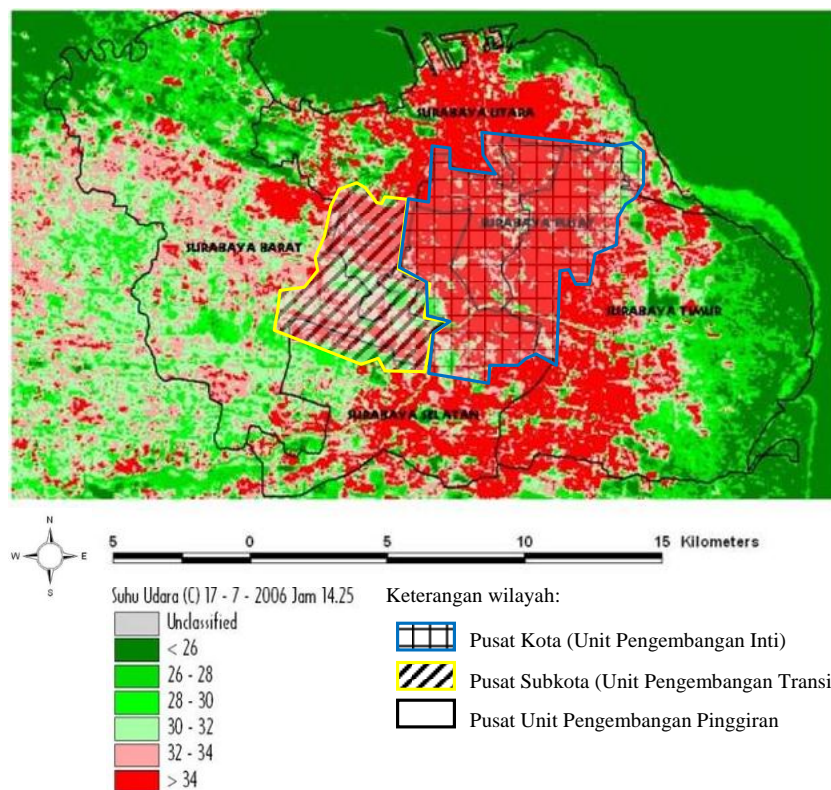 SURABAYA UTARA
SURABAYA PUSAT
SURABAYA BARAT
SURABAYA TIMUR
SURABAYA SELATAN
N
W E
S
5 0 5 10 15 Kilometers
Suhu Udara (C) 17 - 7 - 2006 Jam 14.25
Unclassified
< 26
26 - 28
28 - 30
30 - 32
32 - 34
> 34
Keterangan wilayah:
Pusat Kota (Unit Pengembangan Inti)
Pusat Subkota (Unit Pengembangan Transi
Pusat Unit Pengembangan Pinggiran